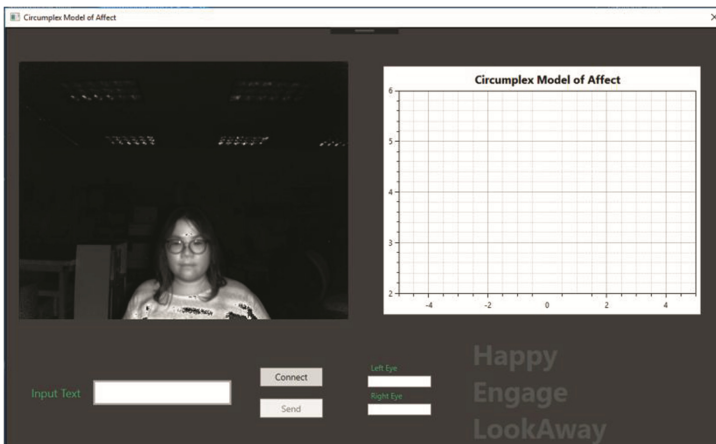 Circumplex Model of Affect
Circumplex Model of Affect
6
5
4
3
2
-4 -2 0 2 4
Happy
Engage
LookAway
Input Text
Connect
Send
Left Eye
Right Eye